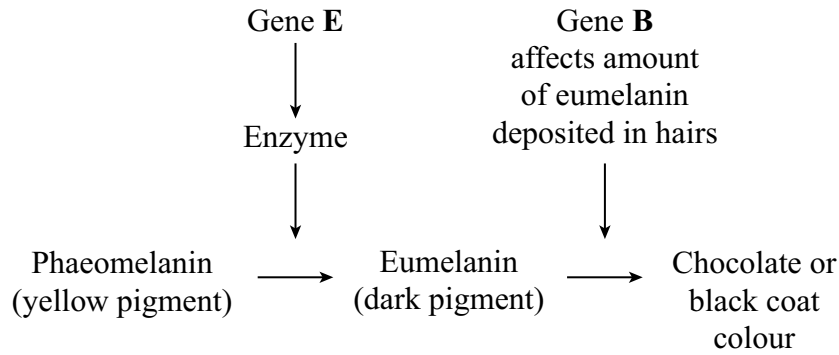 Gene E
Gene B
affects amount
of eumelanin
deposited in hairs
Enzyme
Phaeomelanin
(yellow pigment)
Eumelanin
(dark pigment)
Chocolate or
black coat
colour